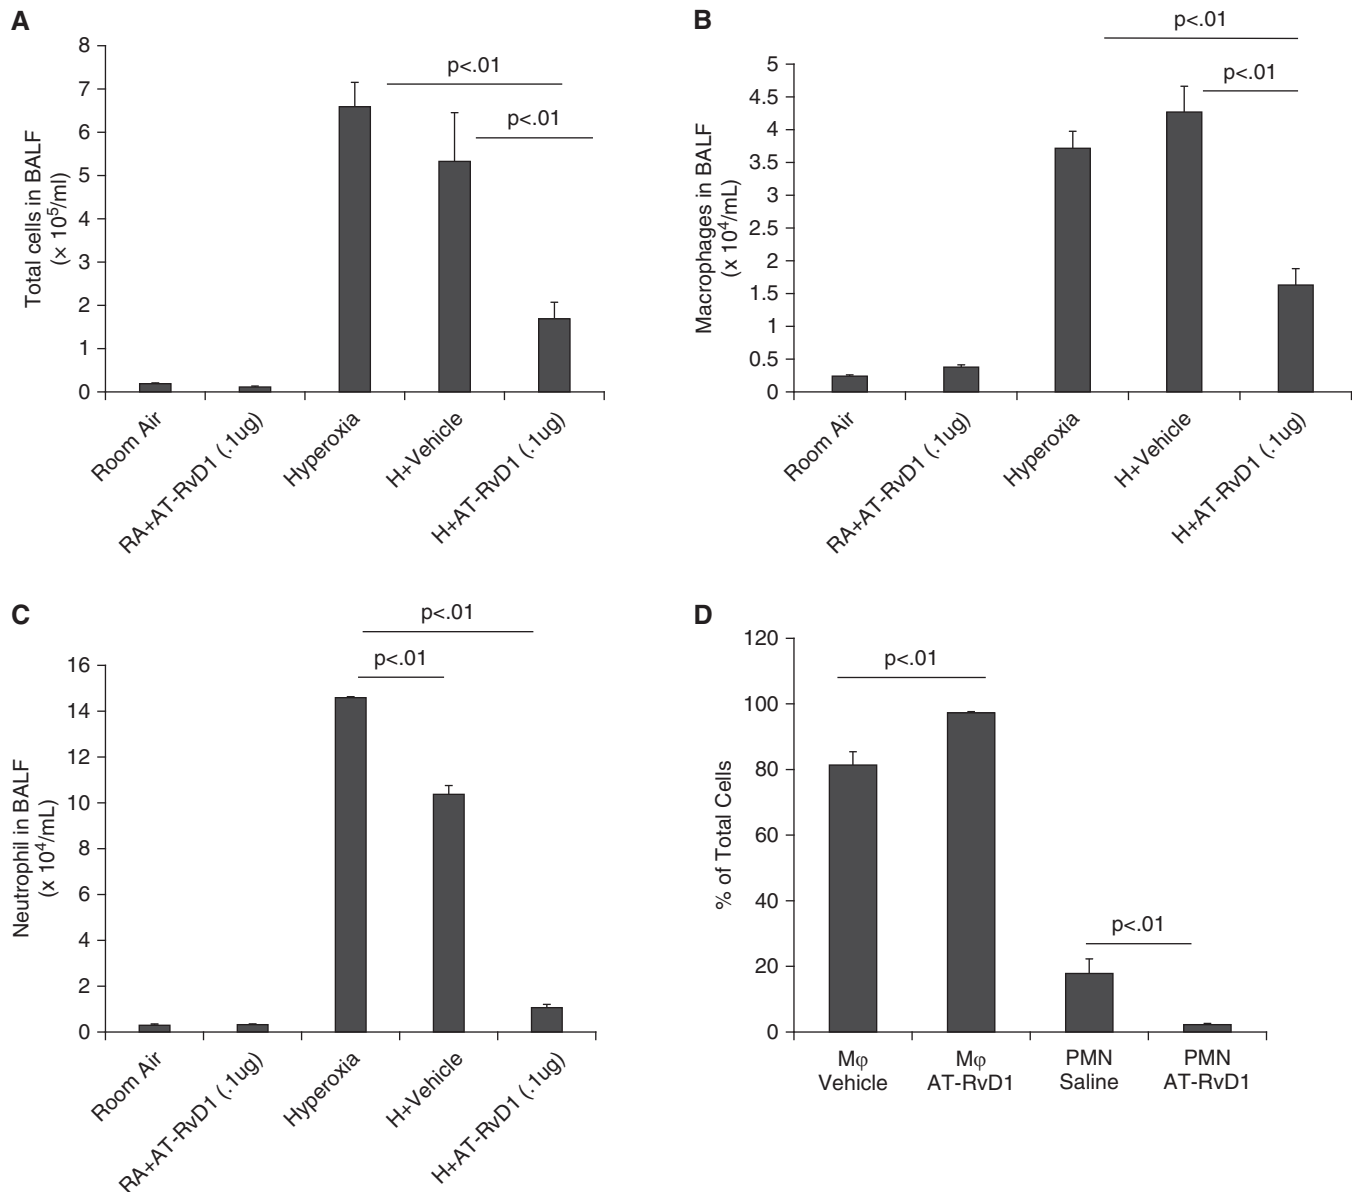 A
Total cells in BALF
(× 10⁵/ml)
8
7
6
5
4
3
2
1
0
p<.01
p<.01
Room Air
RA+AT-RvD1 (.1ug)
Hyperoxia
H+Vehicle
H+AT-RvD1 (.1ug)
B
Macrophages in BALF
(x 10⁴/mL)
5
4.5
4
3.5
3
2.5
2
1.5
1
0.5
0
p<.01
p<.01
Room Air
RA+AT-RvD1 (.1ug)
Hyperoxia
H+Vehicle
H+AT-RvD1 (.1ug)
C
Neutrophil in BALF
(x 10⁴/mL)
16
14
12
10
8
6
4
2
0
p<.01
p<.01
Room Air
RA+AT-RvD1 (.1ug)
Hyperoxia
H+Vehicle
H+AT-RvD1 (.1ug)
D
% of Total Cells
120
100
80
60
40
20
0
p<.01
p<.01
Mφ
Vehicle
Mφ
AT-RvD1
PMN
Saline
PMN
AT-RvD1